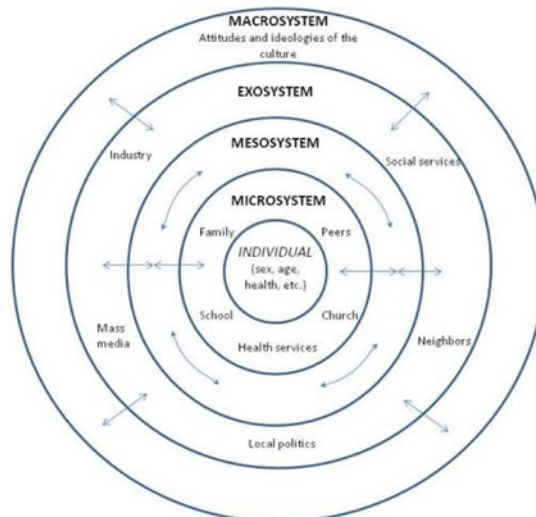 MACROSYSTEM
Attitudes and ideologies of the
culture
EXOSYSTEM
MESOSYSTEM
Industry
Social services
MICROSYSTEM
Family
Peers
INDIVIDUAL
(sex, age,
health, etc.)
School
Church
Mass
media
Health services
Neighbors
Local politics